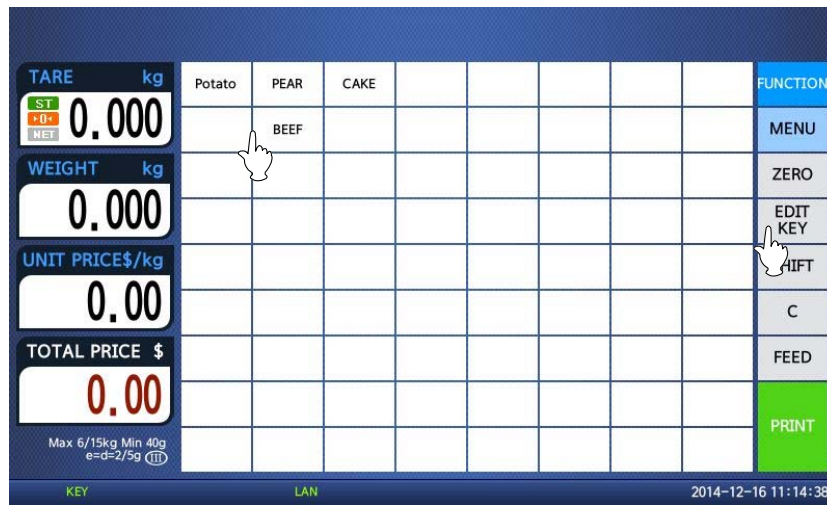 TARE kg
ST
→0←
NET
0.000
WEIGHT kg
0.000
UNIT PRICE$/kg
0.00
TOTAL PRICE $
0.00
Max 6/15kg Min 40g
e=d=2/5g III
Potato PEAR CAKE
BEEF
FUNCTION
MENU
ZERO
EDIT
KEY
HIFT
C
FEED
PRINT
KEY LAN 2014-12-16 11:14:38